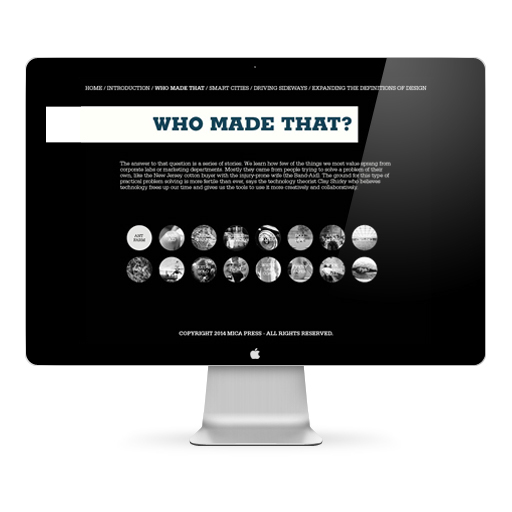 HOME / INTRODUCTION / WHO MADE THAT / SMART CITIES / DRIVING SIDEWAYS / EXPANDING THE DEFINITIONS OF DESIGN
WHO MADE THAT?
The answer to that question is a series of stories. We learn how few of the things we most value sprang from
corporate labs or marketing departments. Mostly they came from people trying to solve a problem of their
own, like the New Jersey cotton buyer with the injury-prone wife (the Band-Aid). The ground for this type of
practical problem solving is more fertile than ever, says the technology theorist Clay Shirky who believes
technology frees up our time and gives us the tools to use it more creatively and collaboratively.
COPYRIGHT 2014 MICA PRESS - ALL RIGHTS RESERVED.